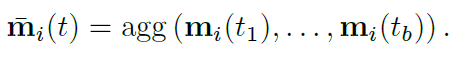 m̄ᵢ(t) = agg (mᵢ(t₁), . . . , mᵢ(t_b)) .